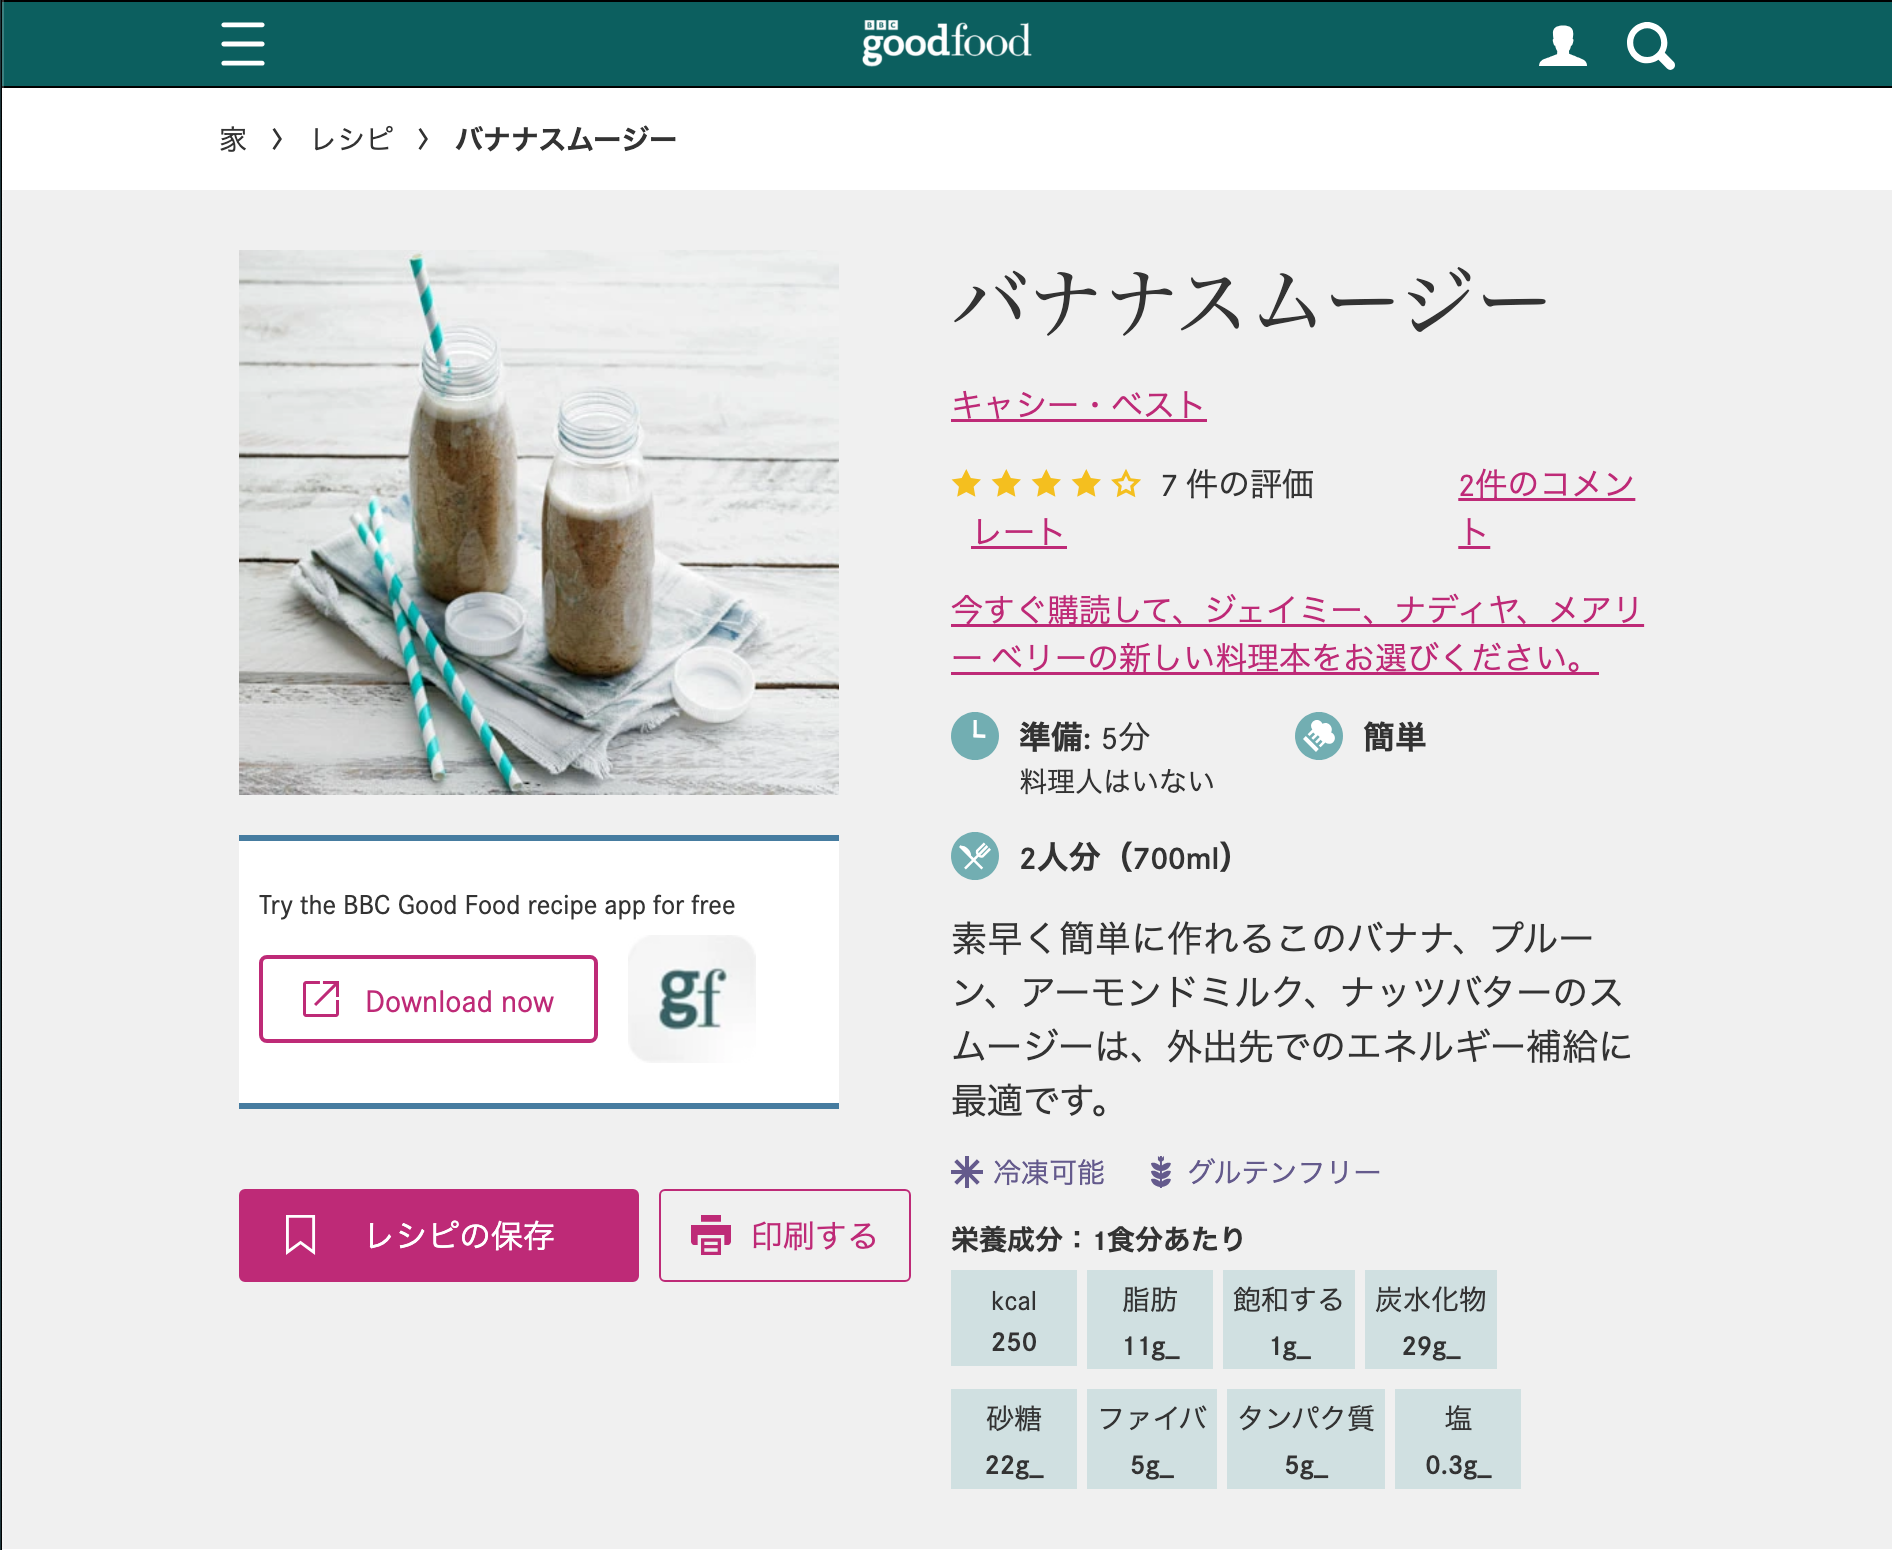 BBC
goodfood
家 › レシピ › バナナスムージー
バナナスムージー
キャシー・ベスト
7 件の評価
レート
2件のコメン
ト
今すぐ購読して、ジェイミー、ナディヤ、メアリ
ー ベリーの新しい料理本をお選びください。
準備: 5分
料理人はいない
簡単
2人分（700ml）
素早く簡単に作れるこのバナナ、プルー
ン、アーモンドミルク、ナッツバターのス
ムージーは、外出先でのエネルギー補給に
最適です。
冷凍可能
グルテンフリー
栄養成分：1食分あたり
kcal
250
脂肪
11g_
飽和する
1g_
炭水化物
29g_
砂糖
22g_
ファイバ
5g_
タンパク質
5g_
塩
0.3g_
Try the BBC Good Food recipe app for free
Download now
gf
レシピの保存
印刷する